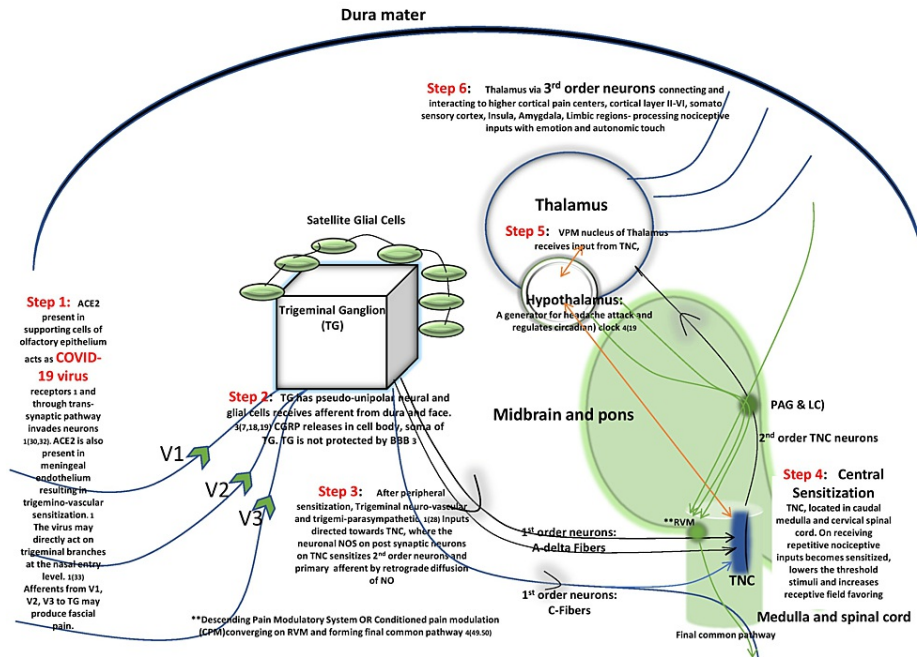 Dura mater
Step 6: Thalamus via 3rd order neurons connecting and
interacting to higher cortical pain centers, cortical layer II-VI, somato
sensory cortex, Insula, Amygdala, Limbic regions- processing nociceptive
inputs with emotion and autonomic touch
Thalamus
Step 5: VPM nucleus of Thalamus
receives input from TNC,
Hypothalamus:
A generator for headache attack and
regulates circadian) clock 4(19
Satellite Glial Cells
Trigeminal Ganglion
(TG)
Step 1: ACE2
present in
supporting cells of
olfactory epithelium
acts as COVID-
19 virus
receptors 1 and
through trans-
synaptic pathway
invades neurons
1(30,32). ACE2 is also
present in
meningeal
endothelium
resulting in
trigemino-vascular
sensitization. 1
The virus may
directly act on
trigeminal branches
at the nasal entry
level. 1(33)
Afferents from V1,
V2, V3 to TG may
produce fascial
pain.
Step 2: TG has pseudo-unipolar neural and
glial cells receives afferent from dura and face.
3(7,18,19) CGRP releases in cell body, soma of
TG. TG is not protected by BBB 3
V1
V2
V3
Step 3: After peripheral
sensitization, Trigeminal neuro-vascular
and trigemi-parasympathetic 1(28) Inputs
directed towards TNC, where the
neuronal NOS on post synaptic neurons
on TNC sensitizes 2nd order neurons and
primary afferent by retrograde diffusion
of NO
Midbrain and pons
PAG & LC)
2nd order TNC neurons
Step 4: Central
Sensitization
TNC, located in caudal
medulla and cervical spinal
cord. On receiving
repetitive nociceptive
inputs becomes sensitized,
lowers the threshold
stimuli and increases
receptive field favoring
**RVM
1st order neurons:
A-delta Fibers
TNC
1st order neurons:
C-Fibers
Medulla and spinal cord
Final common pathway
**Descending Pain Modulatory System OR Conditioned pain modulation
(CPM)converging on RVM and forming final common pathway 4(49.50)